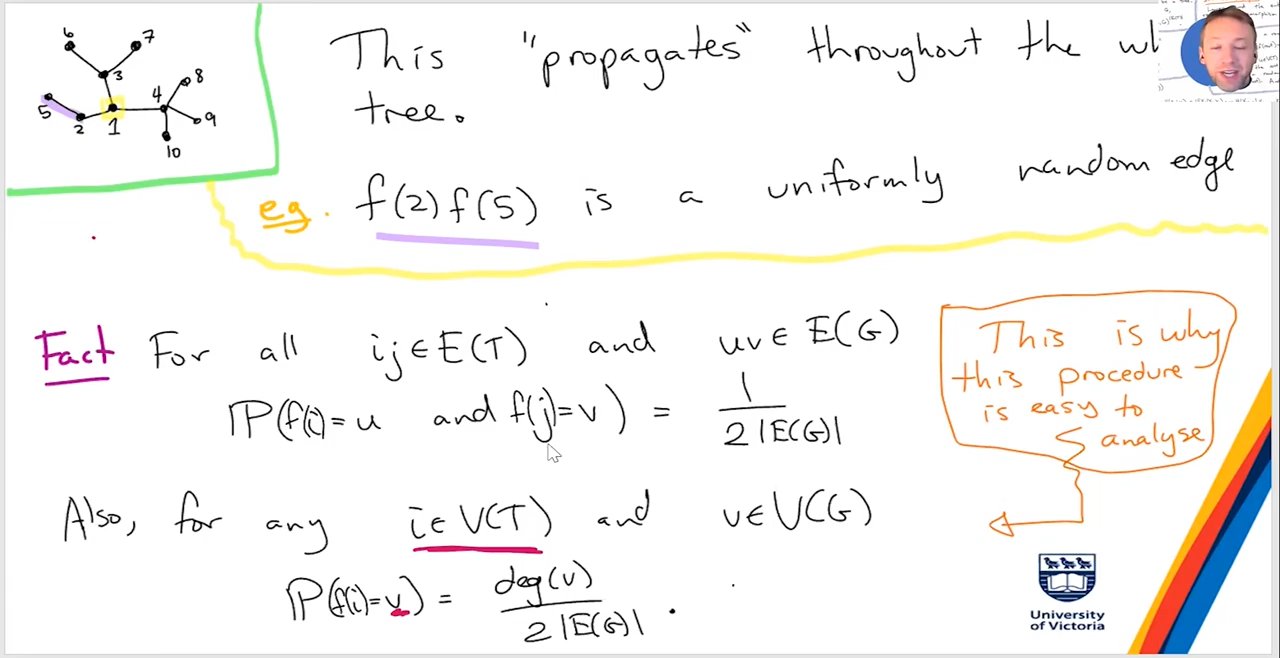 6
7
3
8
4
5
2
1
9
10
This "propagates" throughout the
tree.
eg. f(2)f(5) is a uniformly random edge
Fact For all ij∈E(T) and uv∈E(G)
ℙ(f(i)=u and f(j)=v) = 1 / 2|E(G)|
This is why
this procedure
is easy to
analyse
Also, for any i∈V(T) and v∈V(G)
ℙ(f(i)=v) = deg(v) / 2|E(G)| .
University
of Victoria